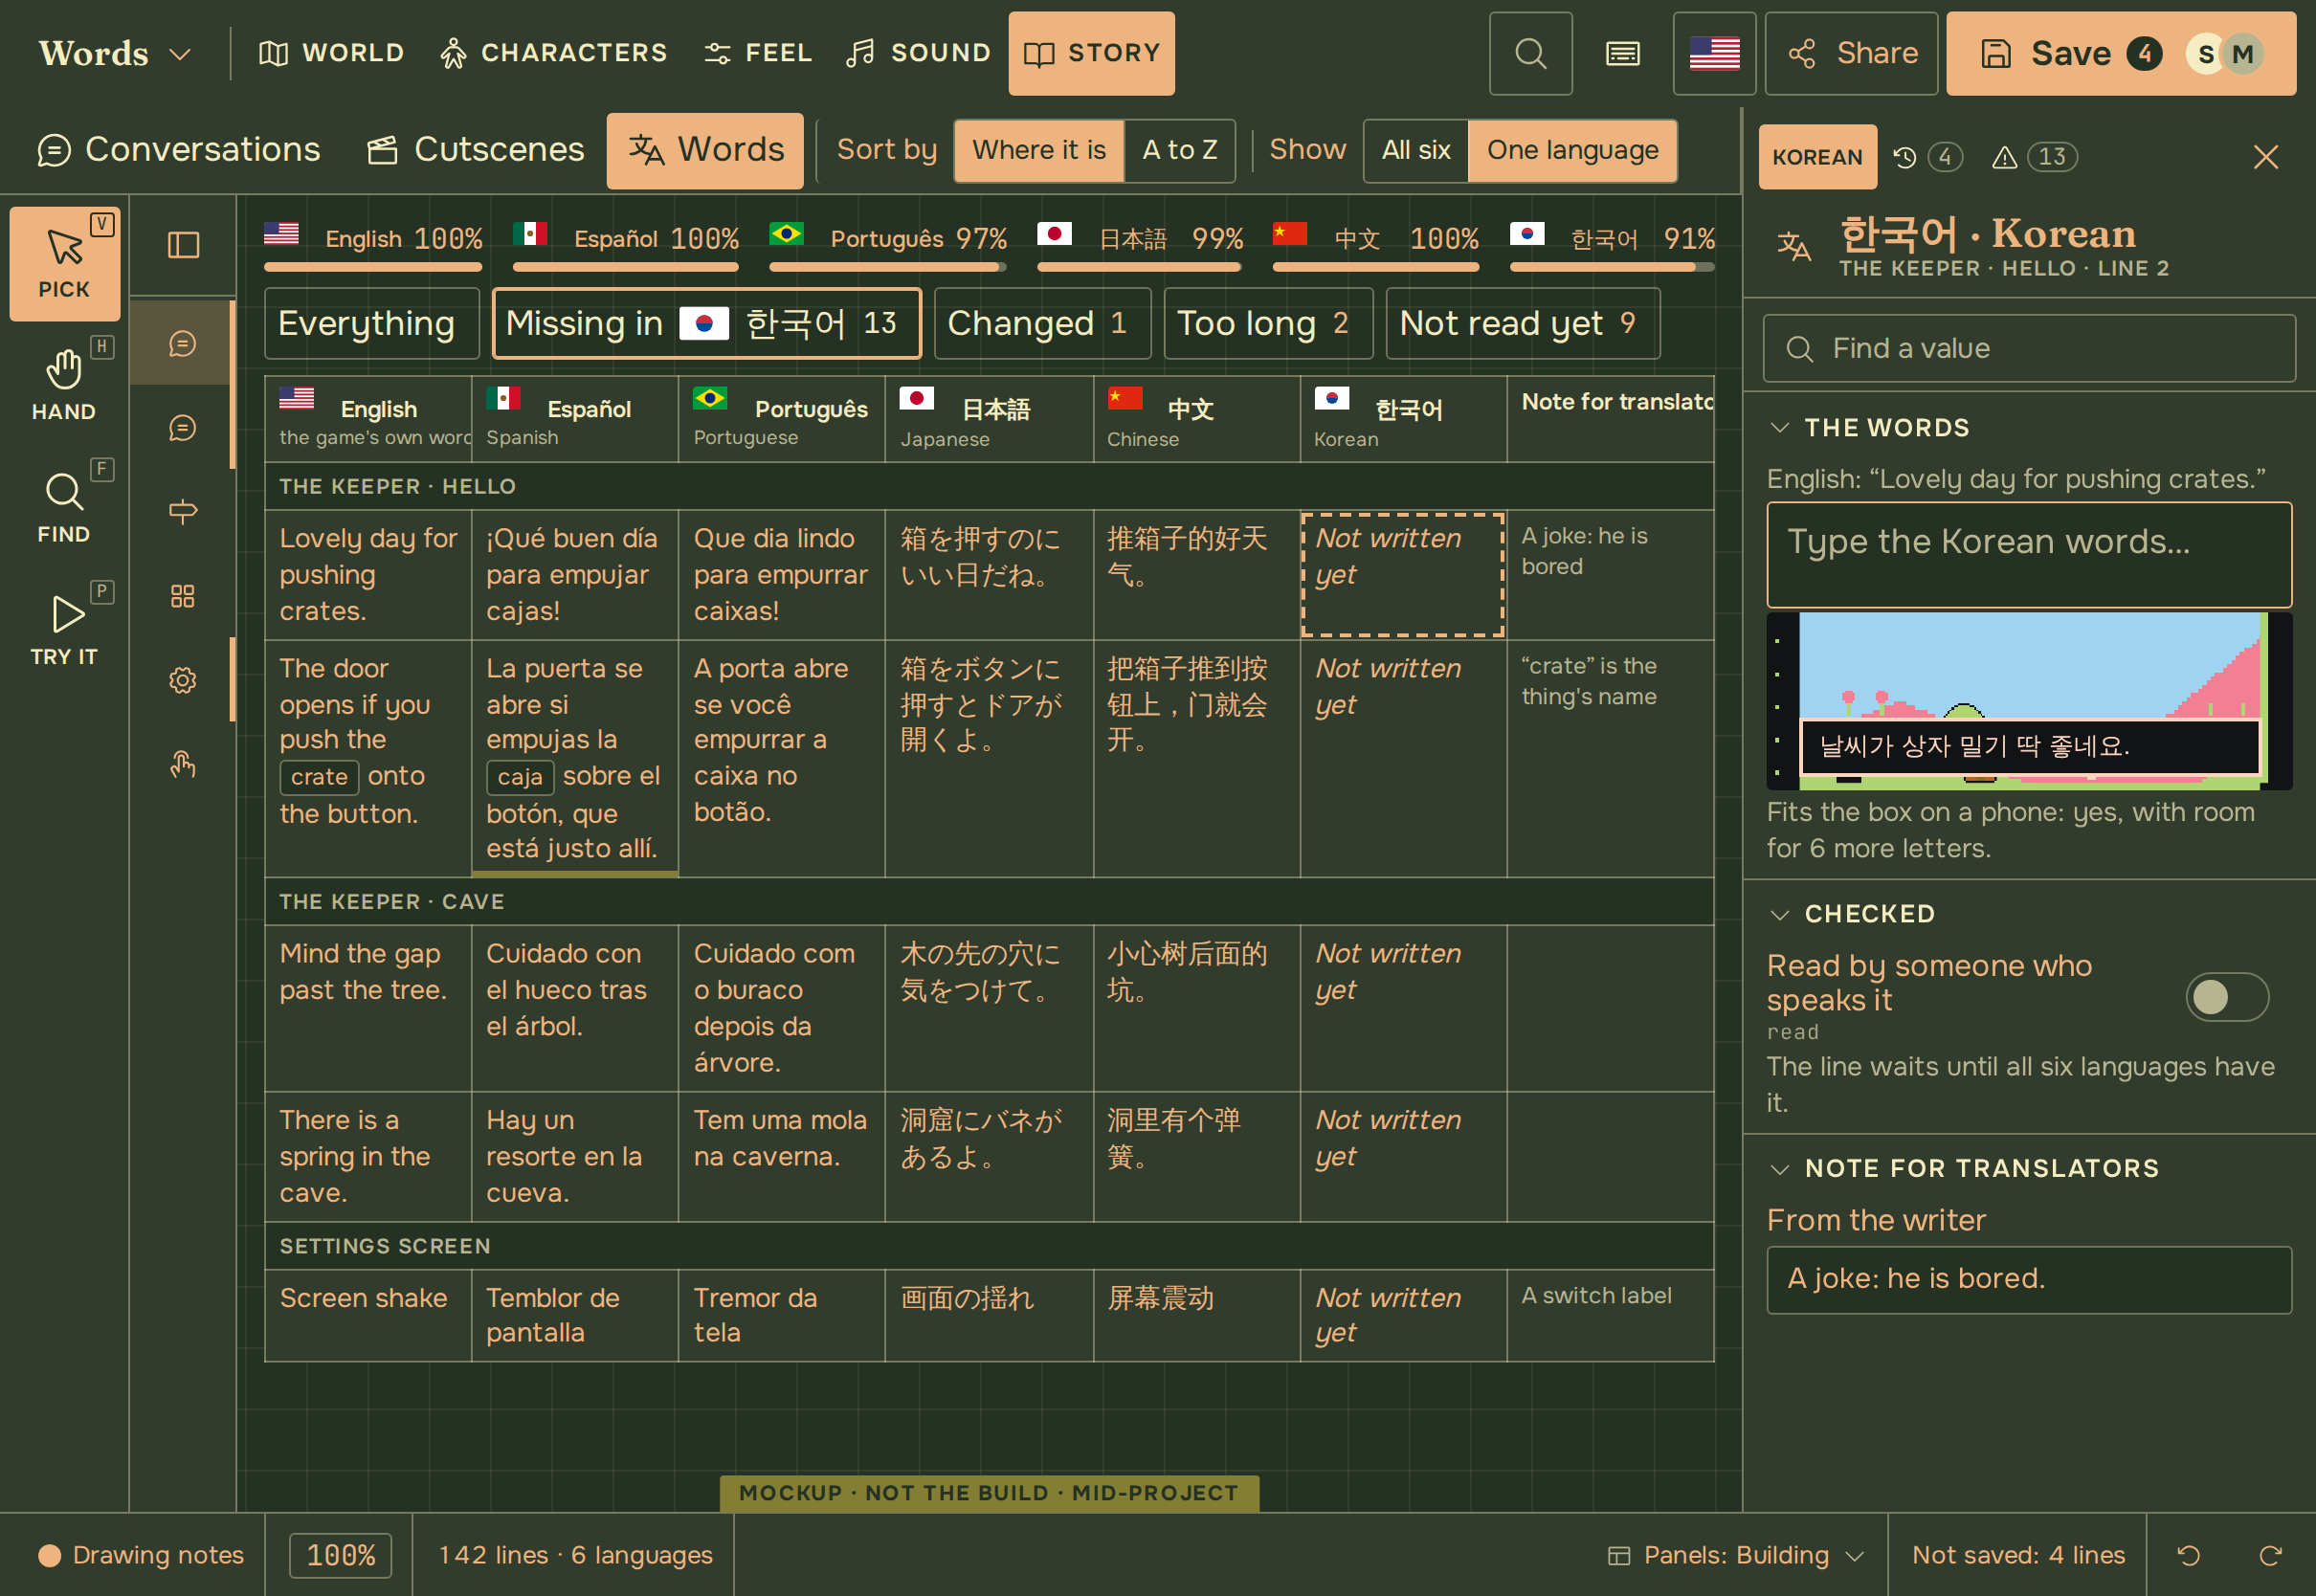 Words
WORLD
CHARACTERS
FEEL
SOUND
STORY
Share
Save 4 S M
Conversations
Cutscenes
Words
Sort by
Where it is
A to Z
Show
All six
One language
KOREAN
4
13
V
PICK
H
HAND
F
FIND
P
TRY IT
English 100%
Español 100%
Português 97%
日本語 99%
中文 100%
한국어 91%
Everything
Missing in 한국어 13
Changed 1
Too long 2
Not read yet 9
English
the game's own word
Español
Spanish
Português
Portuguese
日本語
Japanese
中文
Chinese
한국어
Korean
Note for translato
THE KEEPER · HELLO
Lovely day for
pushing
crates.
¡Qué buen día
para empujar
cajas!
Que dia lindo
para empurrar
caixas!
箱を押すのに
いい日だね。
推箱子的好天
气。
Not written
yet
A joke: he is
bored
The door
opens if you
push the
crate onto
the button.
La puerta se
abre si
empujas la
caja sobre el
botón, que
está justo allí.
A porta abre
se você
empurrar a
caixa no
botão.
箱をボタンに
押すとドアが
開くよ。
把箱子推到按
钮上，门就会
开。
Not written
yet
“crate” is the
thing's name
THE KEEPER · CAVE
Mind the gap
past the tree.
Cuidado con
el hueco tras
el árbol.
Cuidado com
o buraco
depois da
árvore.
木の先の穴に
気をつけて。
小心树后面的
坑。
Not written
yet
There is a
spring in the
cave.
Hay un
resorte en la
cueva.
Tem uma mola
na caverna.
洞窟にバネが
あるよ。
洞里有个弹
簧。
Not written
yet
SETTINGS SCREEN
Screen shake
Temblor de
pantalla
Tremor da
tela
画面の揺れ
屏幕震动
Not written
yet
A switch label
MOCKUP · NOT THE BUILD · MID-PROJECT
한국어 · Korean
THE KEEPER · HELLO · LINE 2
Find a value
THE WORDS
English: “Lovely day for pushing crates.”
Type the Korean words…
날씨가 상자 밀기 딱 좋네요.
Fits the box on a phone: yes, with room
for 6 more letters.
CHECKED
Read by someone who
speaks it
read
The line waits until all six languages have
it.
NOTE FOR TRANSLATORS
From the writer
A joke: he is bored.
Drawing notes
100%
142 lines · 6 languages
Panels: Building
Not saved: 4 lines